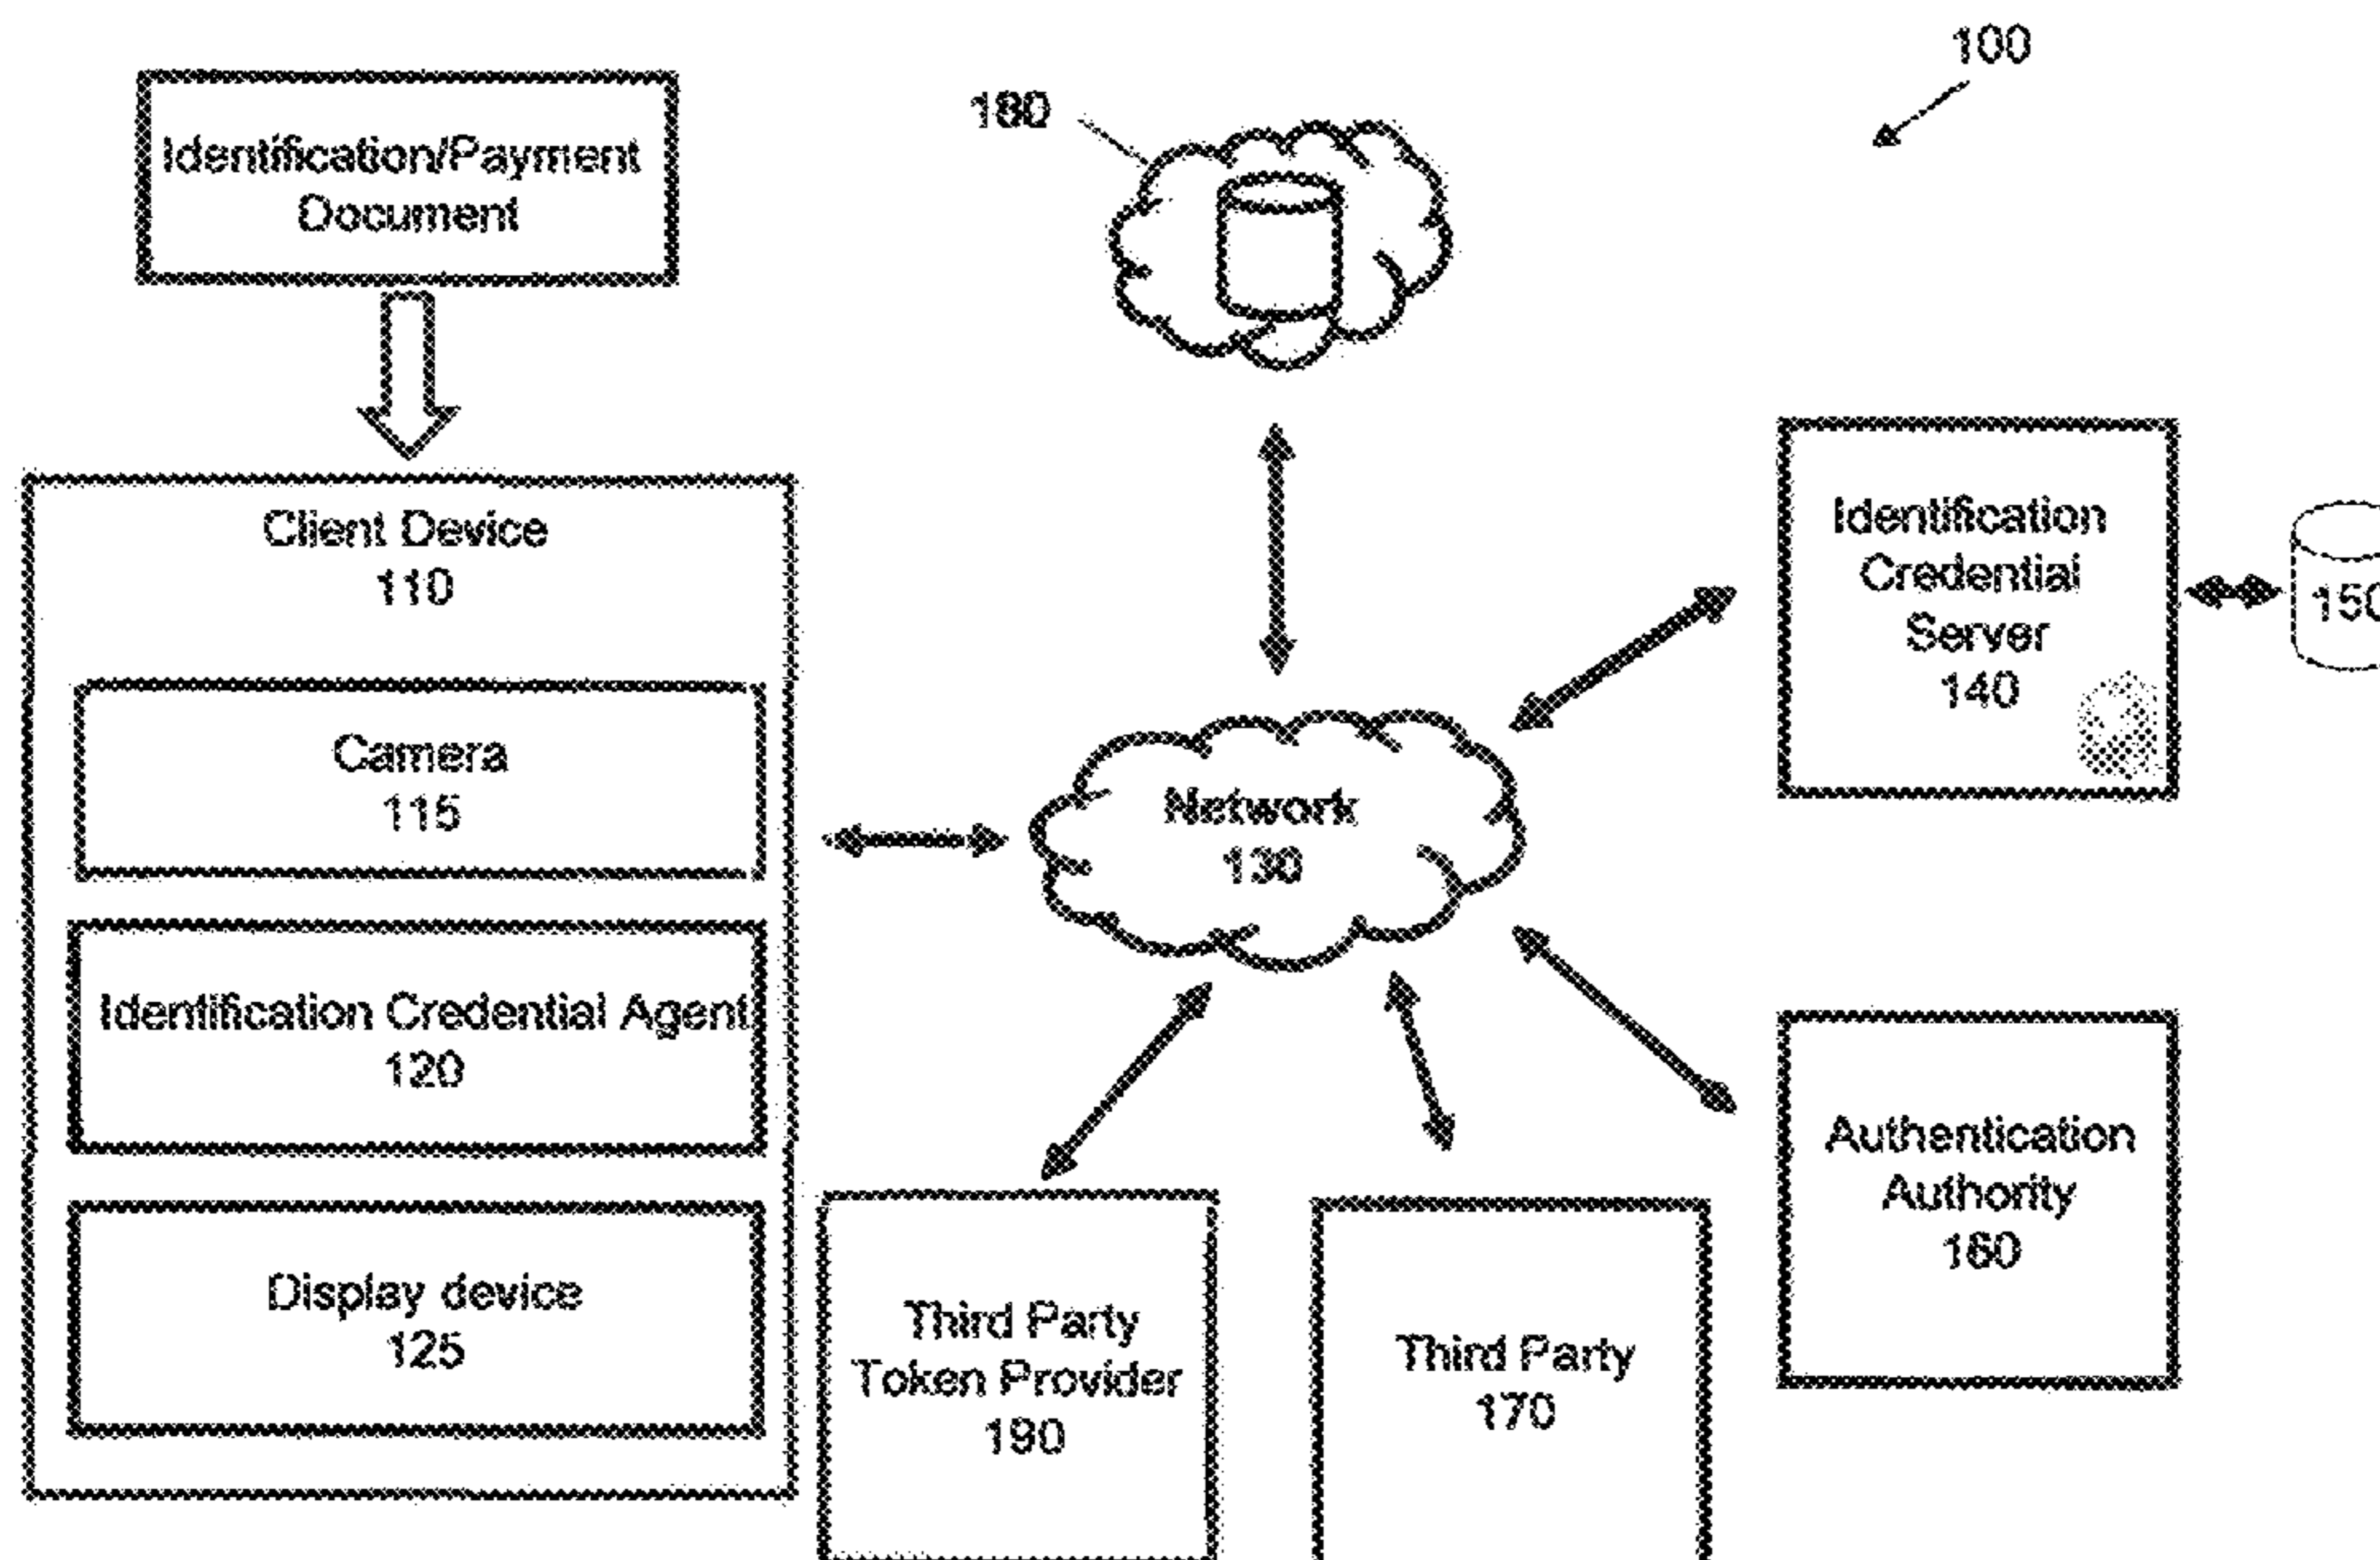 100
Identification/Payment
Document
180
Client Device
110
Camera
115
Identification Credential Agent
120
Display device
125
Network
130
Identification
Credential
Server
140
150
Authentication
Authority
160
Third Party
Token Provider
190
Third Party
170